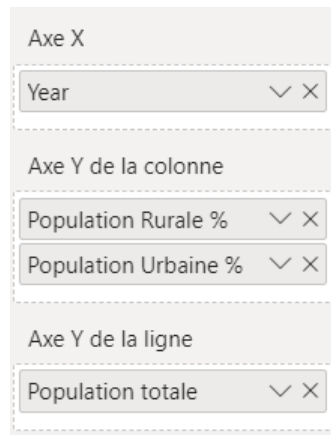 Axe X
Year
Axe Y de la colonne
Population Rurale %
Population Urbaine %
Axe Y de la ligne
Population totale